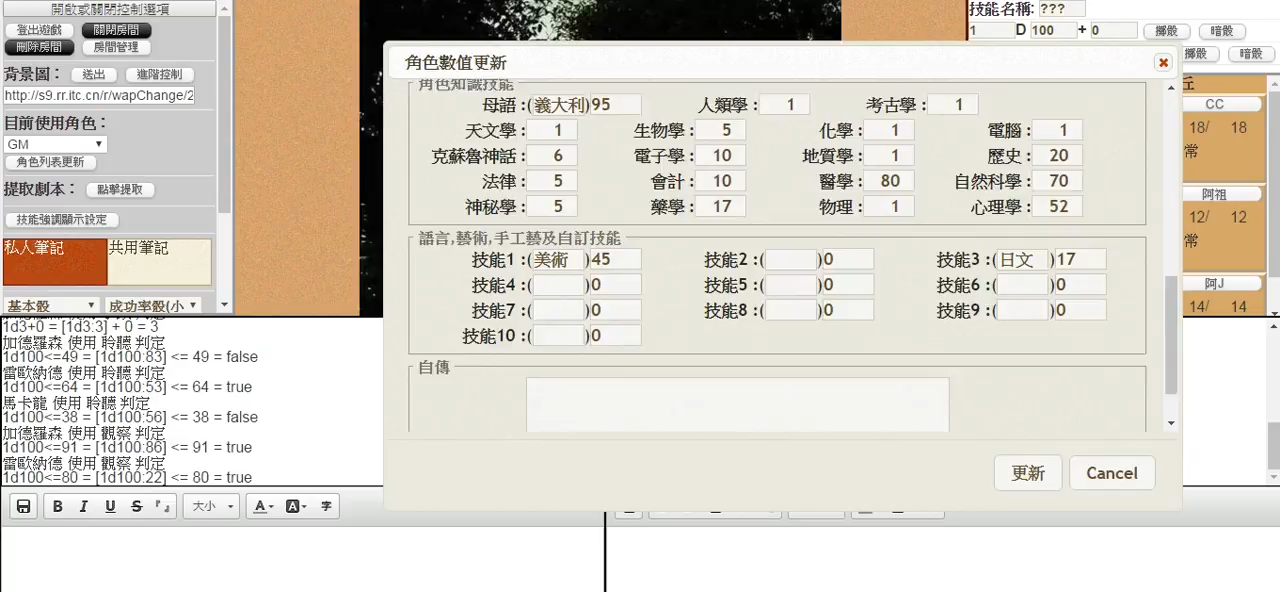 開啟或關閉控制選項
登出遊戲 關閉房間
刪除房間 房間管理
背景圖： 送出 進階控制
http://s9.rr.itc.cn/r/wapChange/2
目前使用角色：
GM
角色列表更新
提取劇本： 點擊提取
技能強調顯示設定
私人筆記 共用筆記
基本骰 成功率骰(小
技能名稱: ???
1 D 100 + 0 擲骰 暗骰
擲骰 暗骰
角色數值更新
角色知識技能
母語 :(義大利)95 人類學 : 1 考古學 : 1
天文學 : 1 生物學 : 5 化學 : 1 電腦 : 1
克蘇魯神話 : 6 電子學 : 10 地質學 : 1 歷史 : 20
法律 : 5 會計 : 10 醫學 : 80 自然科學 : 70
神秘學 : 5 藥學 : 17 物理 : 1 心理學 : 52
語言,藝術,手工藝及自訂技能
技能1 :(美術 )45 技能2 :( )0 技能3 :(日文 )17
技能4 :( )0 技能5 :( )0 技能6 :( )0
技能7 :( )0 技能8 :( )0 技能9 :( )0
技能10 :( )0
自傳
更新 Cancel
CC
18/ 18
常
阿祖
12/ 12
常
阿J
14/ 14
1d3+0 = [1d3:3] + 0 = 3
加德羅森 使用 聆聽 判定
1d100<=49 = [1d100:83] <= 49 = false
雷歐納德 使用 聆聽 判定
1d100<=64 = [1d100:53] <= 64 = true
馬卡龍 使用 聆聽 判定
1d100<=38 = [1d100:56] <= 38 = false
加德羅森 使用 觀察 判定
1d100<=91 = [1d100:86] <= 91 = true
雷歐納德 使用 觀察 判定
1d100<=80 = [1d100:22] <= 80 = true
B I U S 『』 大小 A A 字